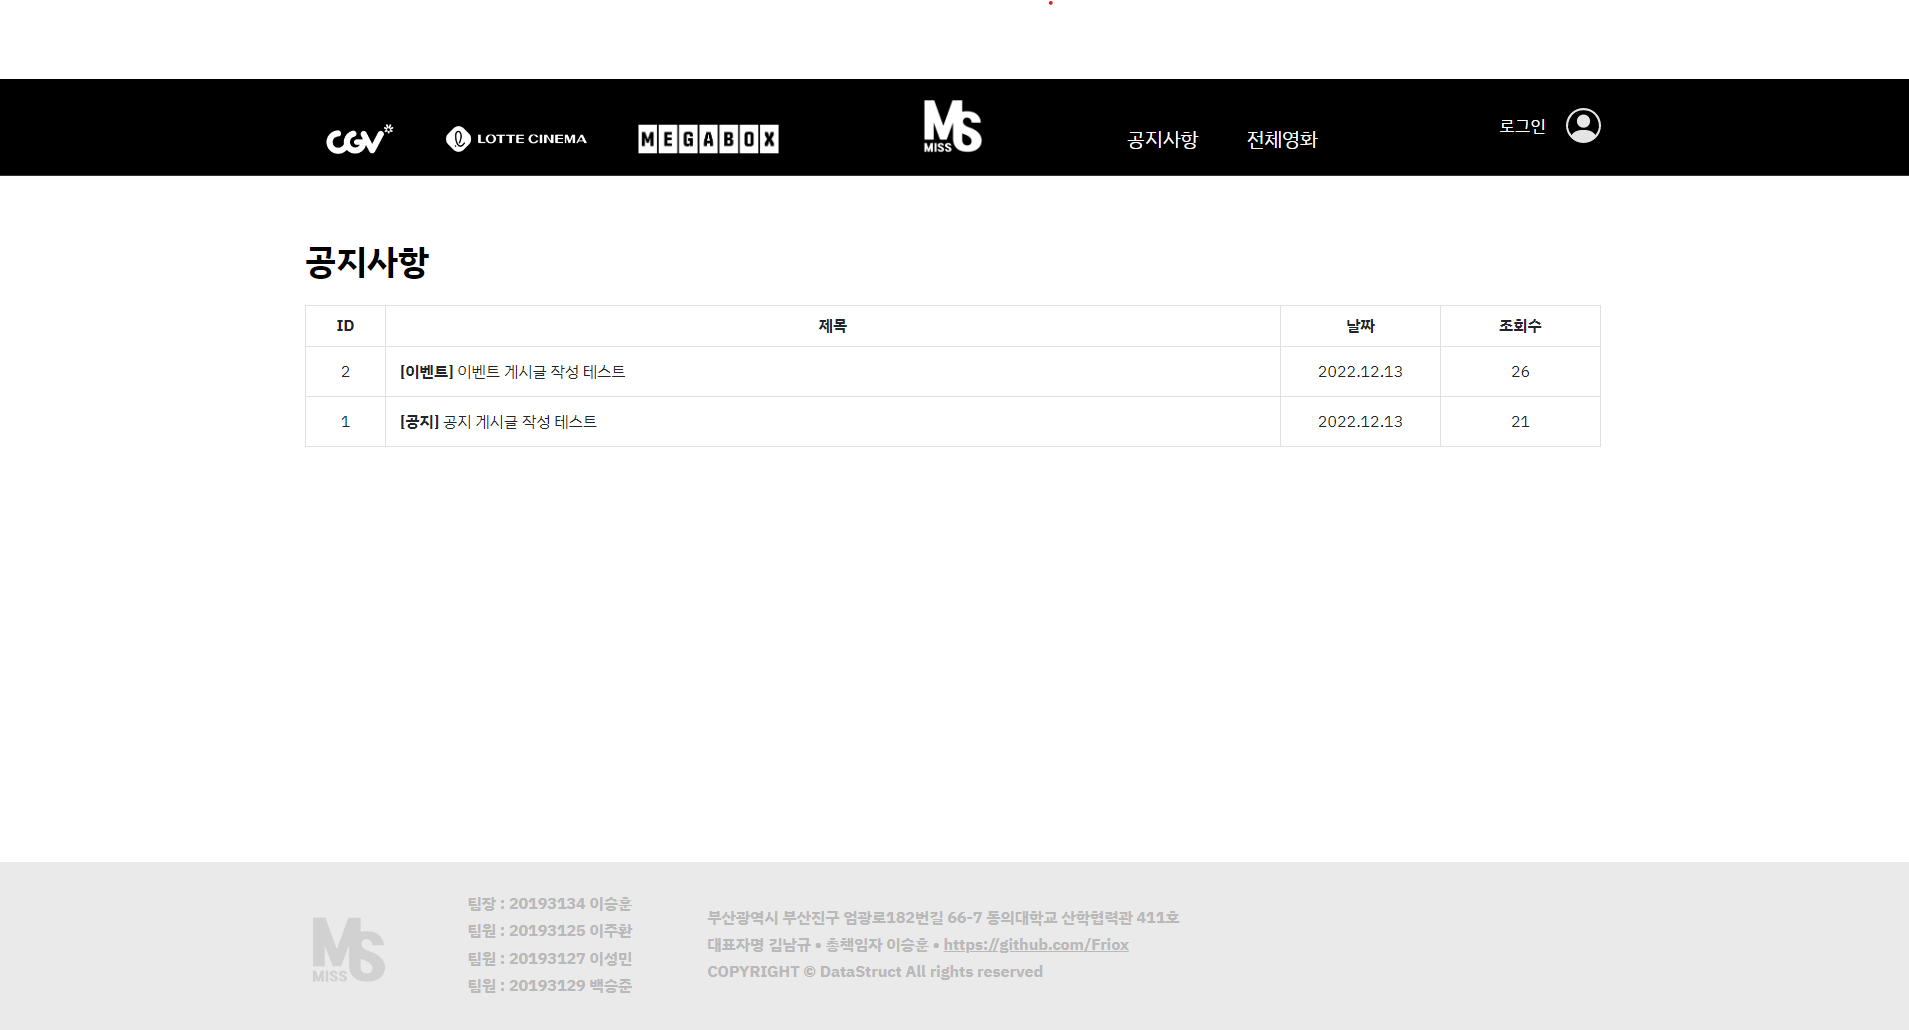 CGV
LOTTE CINEMA
MEGABOX
MS
MISS
공지사항
전체영화
로그인
공지사항
ID 제목 날짜 조회수
2 [이벤트] 이벤트 게시글 작성 테스트 2022.12.13 26
1 [공지] 공지 게시글 작성 테스트 2022.12.13 21
MS
MISS
팀장 : 20193134 이승훈
팀원 : 20193125 이주환
팀원 : 20193127 이성민
팀원 : 20193129 백승준
부산광역시 부산진구 엄광로182번길 66-7 동의대학교 산학협력관 411호
대표자명 김남규 • 총책임자 이승훈 • https://github.com/Friox
COPYRIGHT © DataStruct All rights reserved